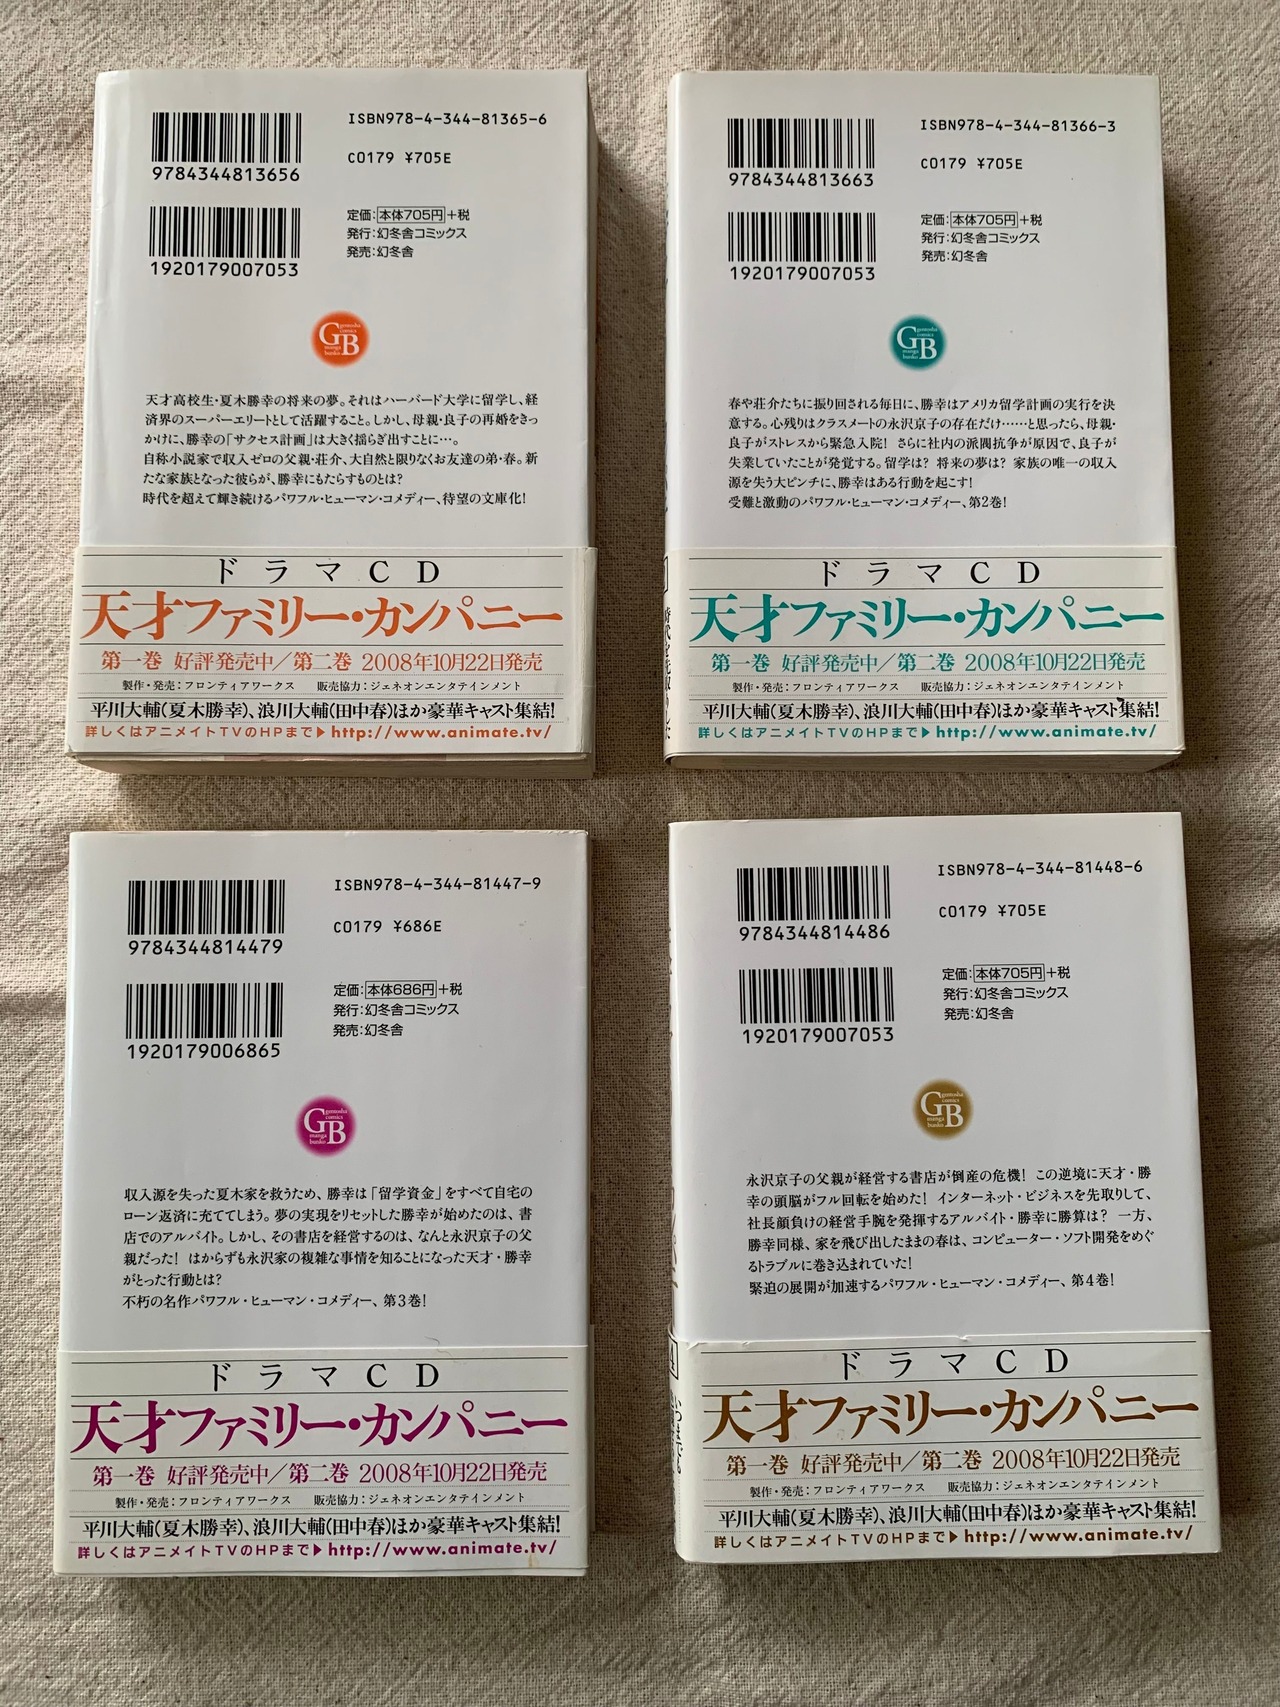 ISBN978-4-344-81365-6
9784344813656
C0179 ¥705E
1920179007053
定価:本体705円+税
発行:幻冬舎コミックス
発売:幻冬舎
gentosha
comics
GB
manga
bunko
天才高校生・夏木勝幸の将来の夢。それはハーバード大学に留学し、経
済界のスーパーエリートとして活躍すること。しかし、母親・良子の再婚をきっ
かけに、勝幸の「サクセス計画」は大きく揺らぎ出すことに…。
自称小説家で収入ゼロの父親・荘介、大自然と限りなくお友達の弟・春。新
たな家族となった彼らが、勝幸にもたらすものとは?
時代を超えて輝き続けるパワフル・ヒューマン・コメディー、待望の文庫化!
ドラマCD
天才ファミリー・カンパニー
第一巻 好評発売中/第二巻 2008年10月22日発売
製作・発売:フロンティアワークス 販売協力:ジェネオンエンタテインメント
平川大輔(夏木勝幸)、浪川大輔(田中春)ほか豪華キャスト集結!
詳しくはアニメイトTVのHPまで▶http://www.animate.tv/
ISBN978-4-344-81366-3
9784344813663
C0179 ¥705E
1920179007053
定価:本体705円+税
発行:幻冬舎コミックス
発売:幻冬舎
gentosha
comics
GB
manga
bunko
春や荘介たちに振り回される毎日に、勝幸はアメリカ留学計画の実行を決
意する。心残りはクラスメートの永沢京子の存在だけ……と思ったら、母親・
良子がストレスから緊急入院! さらに社内の派閥抗争が原因で、良子が
失業していたことが発覚する。留学は? 将来の夢は? 家族の唯一の収入
源を失う大ピンチに、勝幸はある行動を起こす!
受難と激動のパワフル・ヒューマン・コメディー、第2巻!
ドラマCD
天才ファミリー・カンパニー
第一巻 好評発売中/第二巻 2008年10月22日発売
製作・発売:フロンティアワークス 販売協力:ジェネオンエンタテインメント
平川大輔(夏木勝幸)、浪川大輔(田中春)ほか豪華キャスト集結!
詳しくはアニメイトTVのHPまで▶http://www.animate.tv/
ISBN978-4-344-81447-9
9784344814479
C0179 ¥686E
1920179006865
定価:本体686円+税
発行:幻冬舎コミックス
発売:幻冬舎
gentosha
comics
GB
manga
bunko
収入源を失った夏木家を救うため、勝幸は「留学資金」をすべて自宅の
ローン返済に充ててしまう。夢の実現をリセットした勝幸が始めたのは、書
店でのアルバイト。しかし、その書店を経営するのは、なんと永沢京子の父
親だった! はからずも永沢家の複雑な事情を知ることになった天才・勝幸
がとった行動とは?
不朽の名作パワフル・ヒューマン・コメディー、第3巻!
ドラマCD
天才ファミリー・カンパニー
第一巻 好評発売中/第二巻 2008年10月22日発売
製作・発売:フロンティアワークス 販売協力:ジェネオンエンタテインメント
平川大輔(夏木勝幸)、浪川大輔(田中春)ほか豪華キャスト集結!
詳しくはアニメイトTVのHPまで▶http://www.animate.tv/
ISBN978-4-344-81448-6
9784344814486
C0179 ¥705E
1920179007053
定価:本体705円+税
発行:幻冬舎コミックス
発売:幻冬舎
gentosha
comics
GB
manga
bunko
永沢京子の父親が経営する書店が倒産の危機! この逆境に天才・勝
幸の頭脳がフル回転を始めた! インターネット・ビジネスを先取りして、
社長顔負けの経営手腕を発揮するアルバイト・勝幸に勝算は? 一方、
勝幸同様、家を飛び出したままの春は、コンピューター・ソフト開発をめぐ
るトラブルに巻き込まれていた!
緊迫の展開が加速するパワフル・ヒューマン・コメディー、第4巻!
ドラマCD
天才ファミリー・カンパニー
第一巻 好評発売中/第二巻 2008年10月22日発売
製作・発売:フロンティアワークス 販売協力:ジェネオンエンタテインメント
平川大輔(夏木勝幸)、浪川大輔(田中春)ほか豪華キャスト集結!
詳しくはアニメイトTVのHPまで▶http://www.animate.tv/